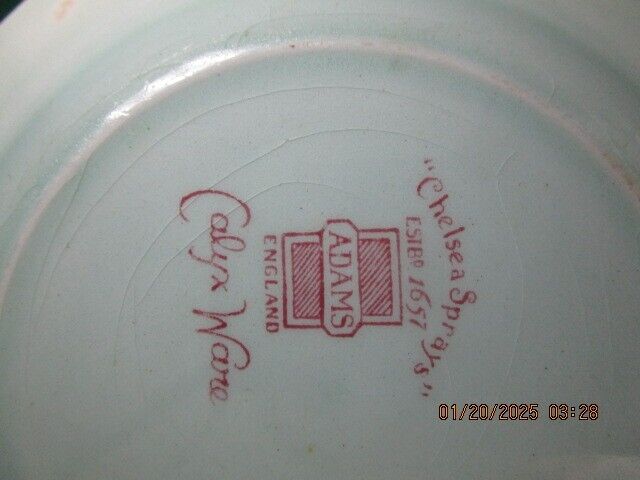 "Chelsea Sprays"
ESTBD 1657
ADAMS
ENGLAND
Calyx Ware
01/20/2025 03:28